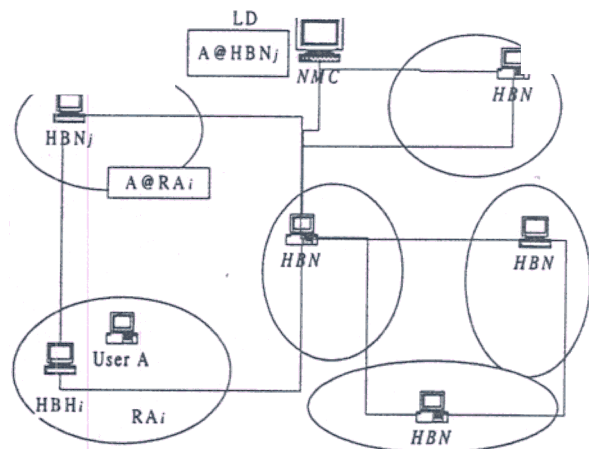 LD
A@HBNj
NMC
HBN
HBNj
A@RAi
HBN
HBN
User A
HBHi
RAi
HBN